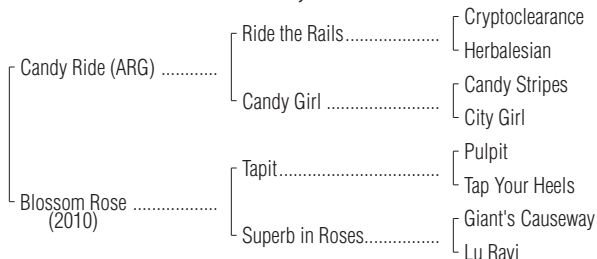 Cryptoclearance
Ride the Rails....................
Herbalesian
Candy Ride (ARG) ............
Candy Stripes
Candy Girl ........................
City Girl
Pulpit
Tapit.................................
Tap Your Heels
Blossom Rose ..................
(2010)
Giant's Causeway
Superb in Roses................
Lu Ravi